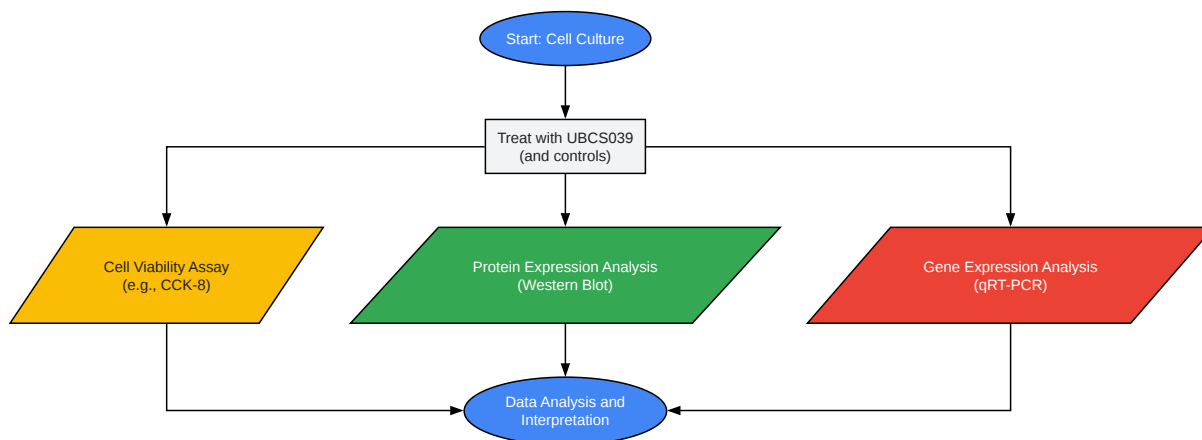 Start: Cell Culture
Treat with UBCS039
(and controls)
Cell Viability Assay
(e.g., CCK-8)
Protein Expression Analysis
(Western Blot)
Gene Expression Analysis
(qRT-PCR)
Data Analysis and
Interpretation